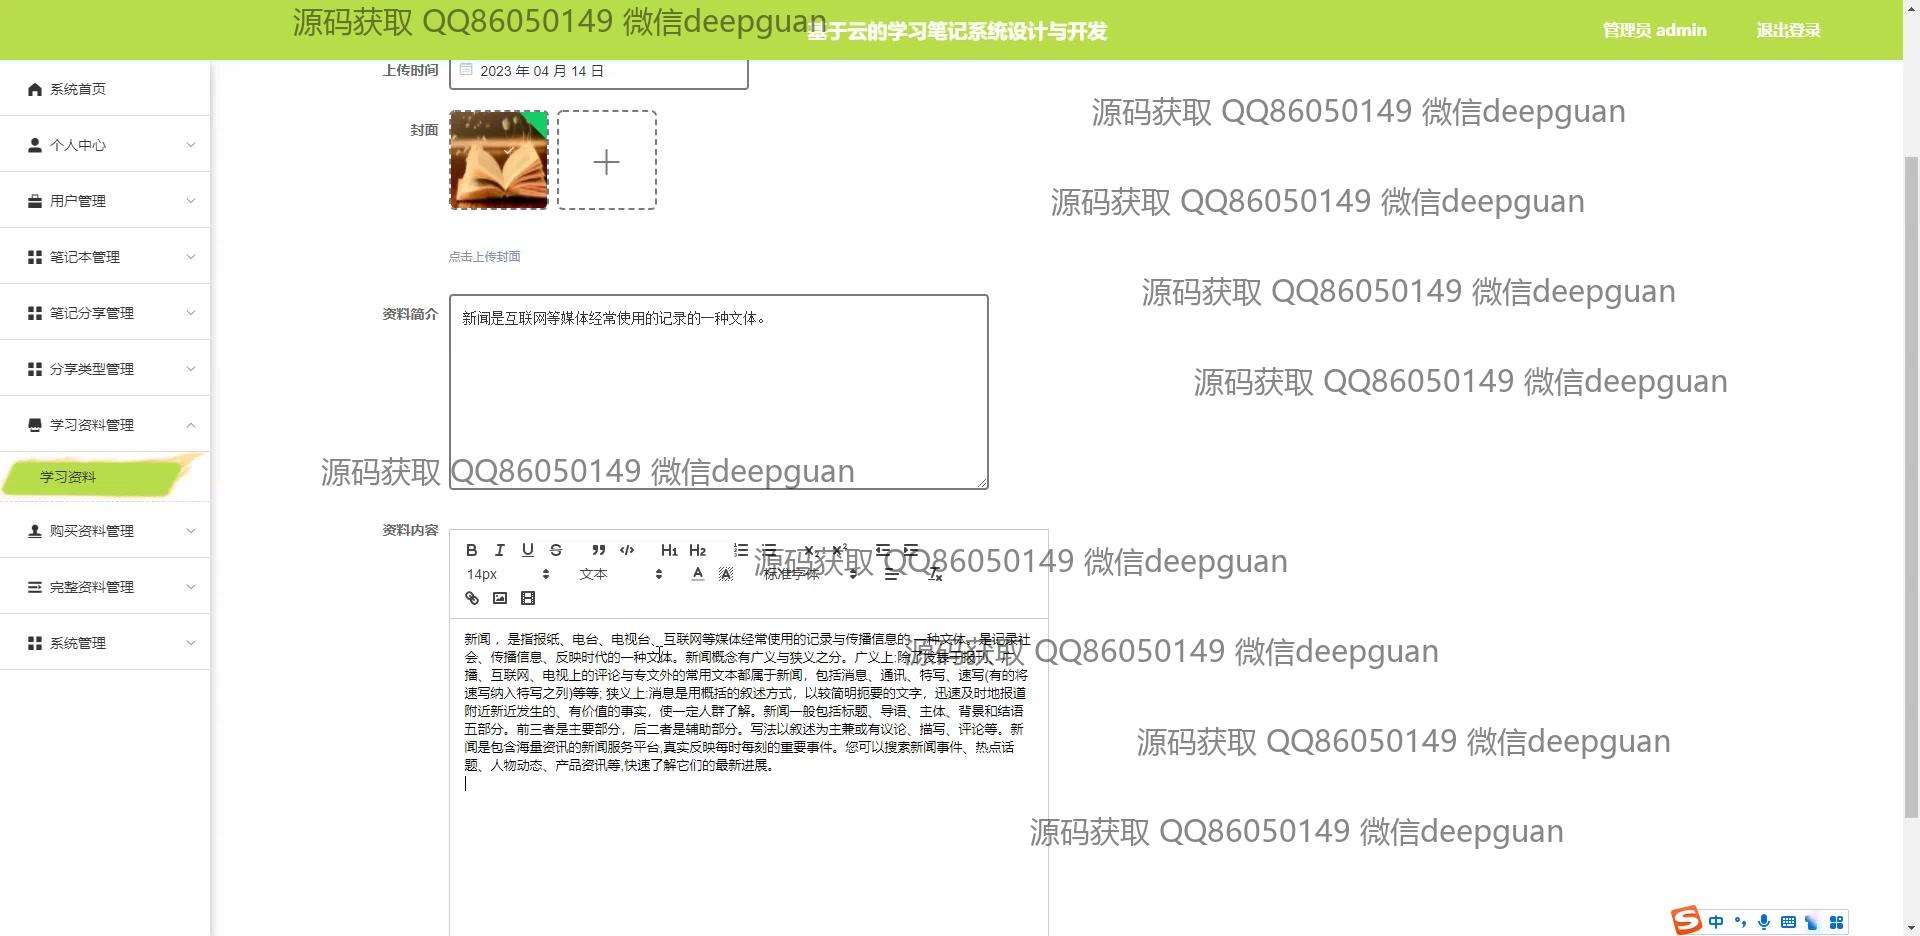 源码获取 QQ86050149 微信deepguan
基于云的学习笔记系统设计与开发
管理员 admin
退出登录
系统首页
个人中心
用户管理
笔记本管理
笔记分享管理
分享类型管理
学习资料管理
学习资料
购买资料管理
完整资料管理
系统管理
上传时间
2023 年 04 月 14 日
源码获取 QQ86050149 微信deepguan
封面
源码获取 QQ86050149 微信deepguan
点击上传封面
源码获取 QQ86050149 微信deepguan
资料简介
新闻是互联网等媒体经常使用的记录的一种文体。
源码获取 QQ86050149 微信deepguan
源码获取 QQ86050149 微信deepguan
资料内容
B I U S H1 H2
源码获取 QQ86050149 微信deepguan
14px 文本 标准字体
新闻 ，是指报纸、电台、电视台、互联网等媒体经常使用的记录与传播信息的 一种文体。是记录社
会、传播信息、反映时代的一种文体。新闻概念有广义与狭义之分。广义上:除了发表于报刊、广
源码获取 QQ86050149 微信deepguan
播、互联网、电视上的评论与专文外的常用文本都属于新闻，包括消息、通讯、特写、速写(有的将
速写纳入特写之列)等等; 狭义上:消息是用概括的叙述方式，以较简明扼要的文字，迅速及时地报道
附近新近发生的、有价值的事实，使一定人群了解。新闻一般包括标题、导语、主体、背景和结语
五部分。前三者是主要部分，后二者是辅助部分。写法以叙述为主兼或有议论、描写、评论等。新
闻是包含海量资讯的新闻服务平台,真实反映每时每刻的重要事件。您可以搜索新闻事件、热点话
题、人物动态、产品资讯等,快速了解它们的最新进展。
源码获取 QQ86050149 微信deepguan
源码获取 QQ86050149 微信deepguan
中